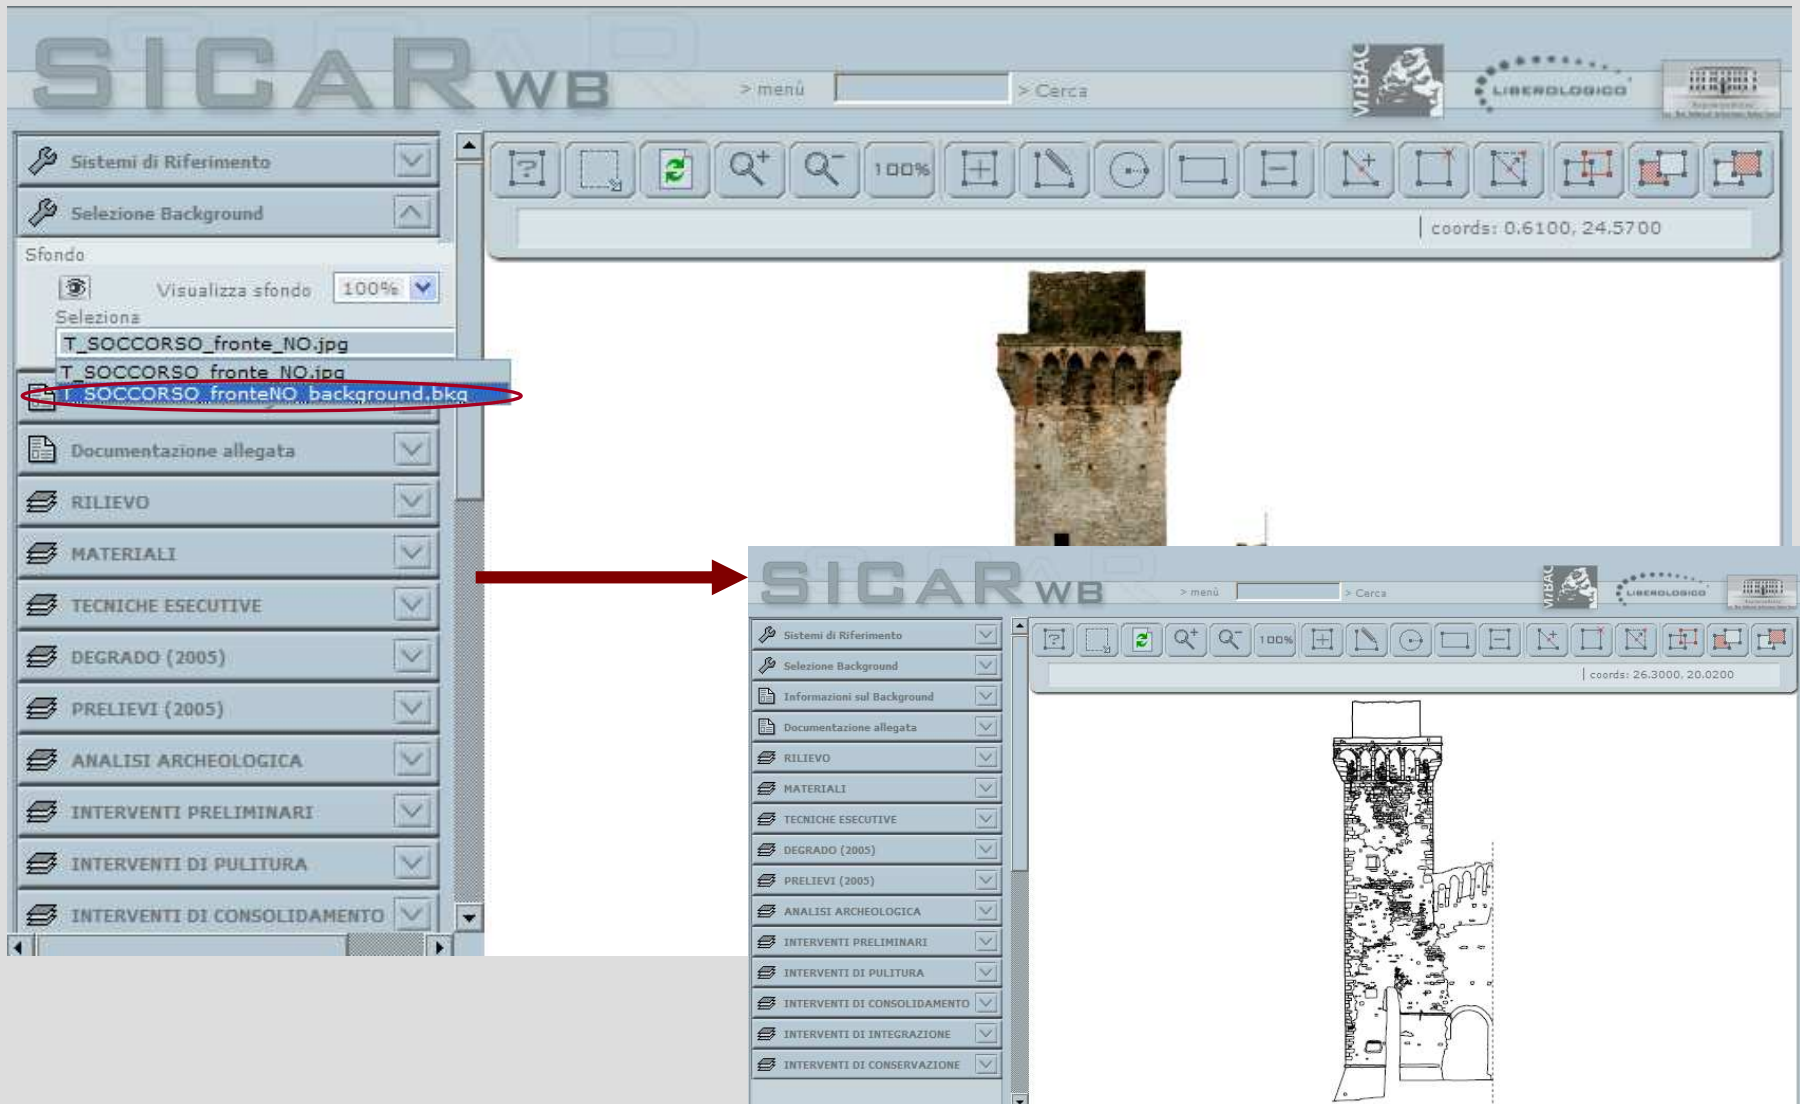 SICAR WB
> menù
> Cerca
MiBAC
LIBEROLOGICO
Sistemi di Riferimento
Selezione Background
Sfondo
Visualizza sfondo 100%
Seleziona
T_SOCCORSO_fronte_NO.jpg
T_SOCCORSO_fronte_NO.jpg
T_SOCCORSO_fronteNO_background.bkg
Documentazione allegata
RILIEVO
MATERIALI
TECNICHE ESECUTIVE
DEGRADO (2005)
PRELIEVI (2005)
ANALISI ARCHEOLOGICA
INTERVENTI PRELIMINARI
INTERVENTI DI PULITURA
INTERVENTI DI CONSOLIDAMENTO
100%
coords: 0.6100, 24.5700
SICAR WB
> menù
> Cerca
MiBAC
LIBEROLOGICO
Sistemi di Riferimento
Selezione Background
Informazioni sul Background
Documentazione allegata
RILIEVO
MATERIALI
TECNICHE ESECUTIVE
DEGRADO (2005)
PRELIEVI (2005)
ANALISI ARCHEOLOGICA
INTERVENTI PRELIMINARI
INTERVENTI DI PULITURA
INTERVENTI DI CONSOLIDAMENTO
INTERVENTI DI INTEGRAZIONE
INTERVENTI DI CONSERVAZIONE
100%
coords: 26.3000, 20.0200